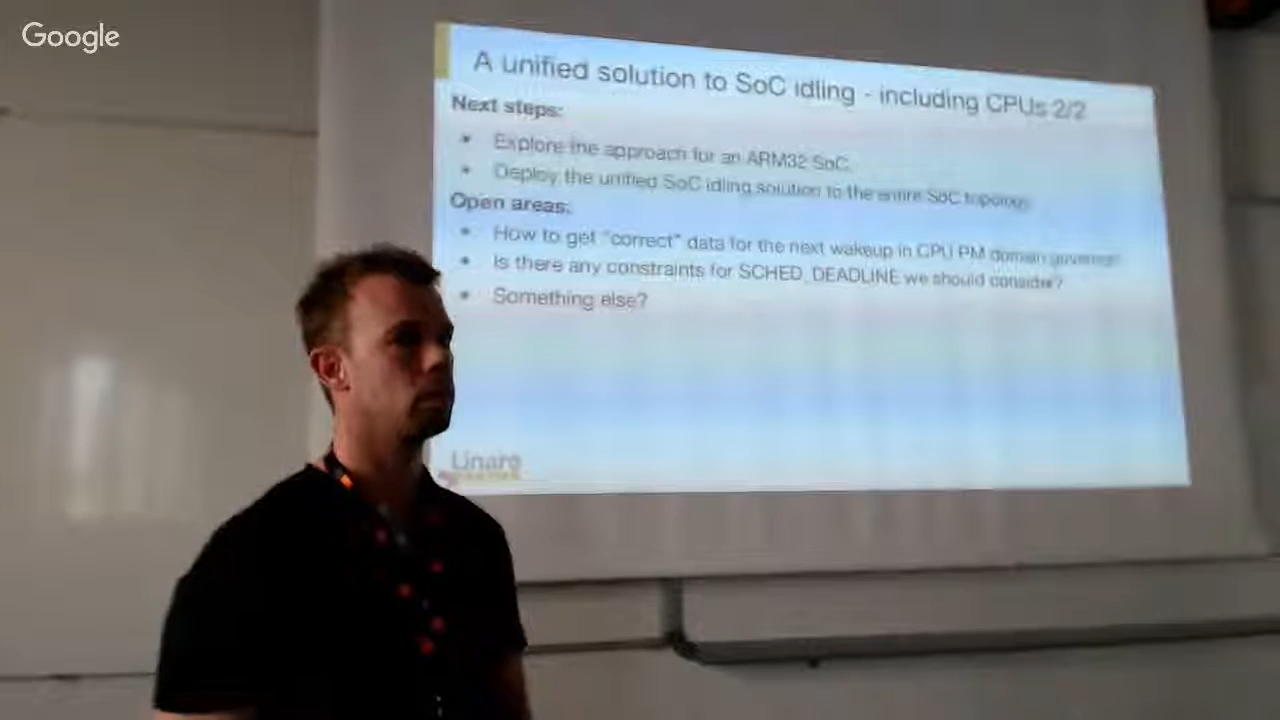 Google
A unified solution to SoC idling - including CPUs 2/2
Next steps:
• Explore the approach for an ARM32 SoC.
• Deploy the unified SoC idling solution to the entire SoC topology.
Open areas:
• How to get "correct" data for the next wakeup in CPU PM domain governor?
• Is there any constraints for SCHED_DEADLINE we should consider?
• Something else?
Linaro